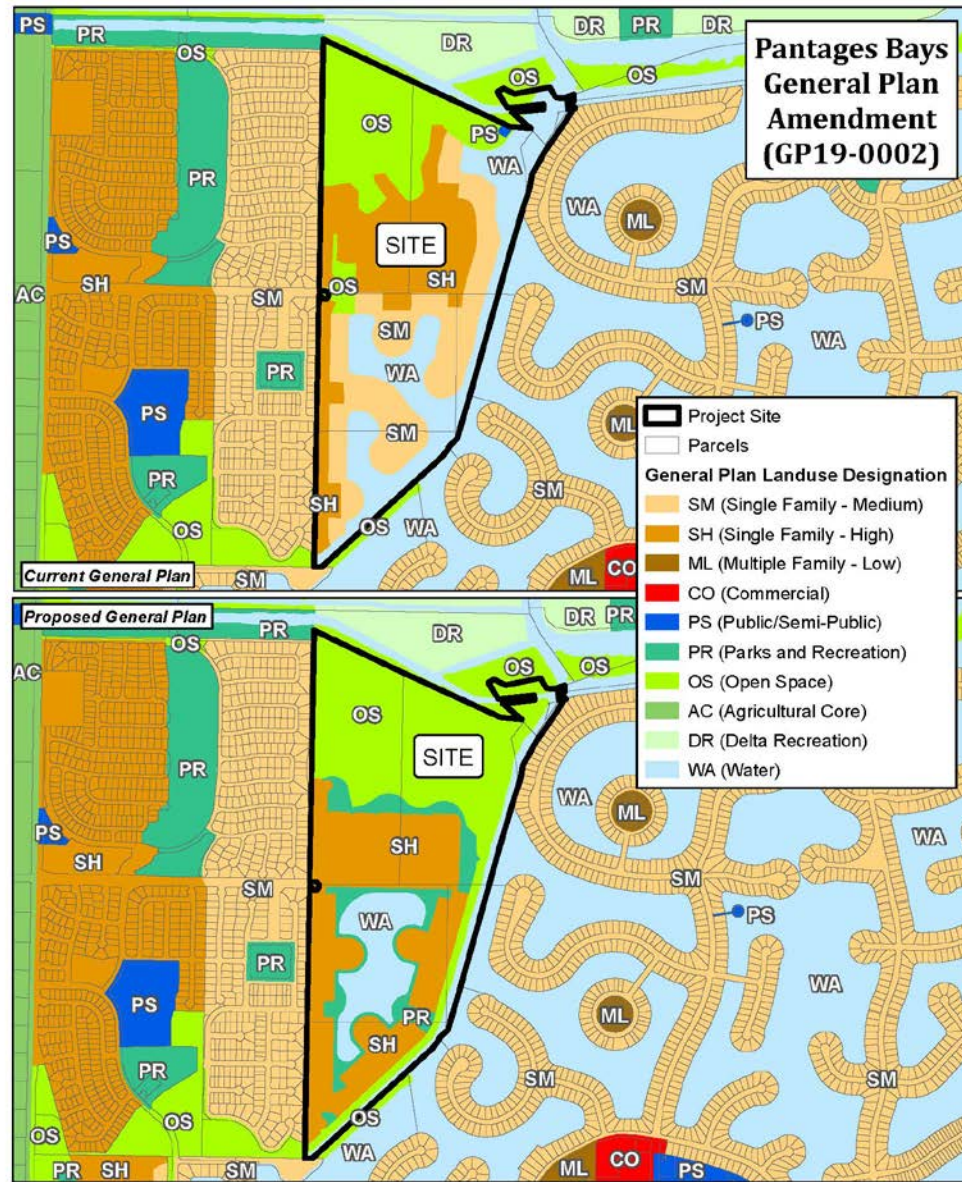 PS
PR
OS
DR
DR
PR
DR
OS
OS
Pantages Bays
General Plan
Amendment
(GP19-0002)
OS
PS
WA
PR
WA
ML
PS
SITE
SH
AC
SH
SM
OS
SM
PS
WA
SM
WA
PR
PS
SM
ML
PR
SM
SH
OS
OS
WA
SM
ML
CO
Current General Plan
Project Site
Parcels
General Plan Landuse Designation
SM (Single Family - Medium)
SH (Single Family - High)
ML (Multiple Family - Low)
CO (Commercial)
PS (Public/Semi-Public)
PR (Parks and Recreation)
OS (Open Space)
AC (Agricultural Core)
DR (Delta Recreation)
WA (Water)
Proposed General Plan
PR
DR
DR
PR
OS
AC
OS
OS
OS
SITE
PR
WA
ML
PS
WA
SH
SH
SM
SM
WA
PS
PR
WA
PS
PR
ML
SH
PR
SM
SM
OS
OS
OS
WA
PR
SH
SM
ML
CO
PS